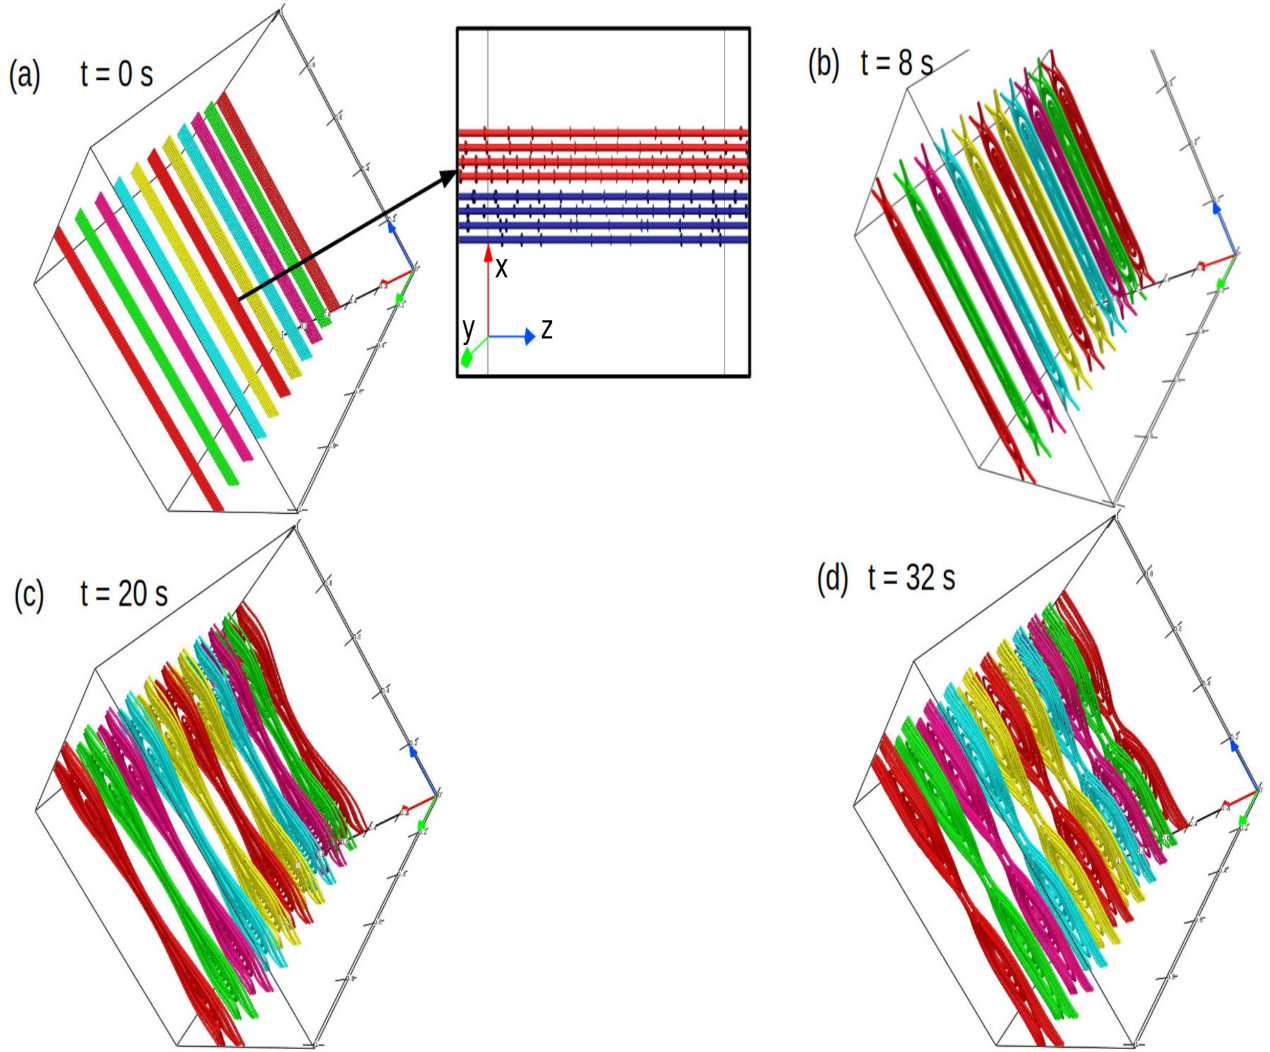 (a) t = 0 s
x
y
z
(b) t = 8 s
(c) t = 20 s
(d) t = 32 s